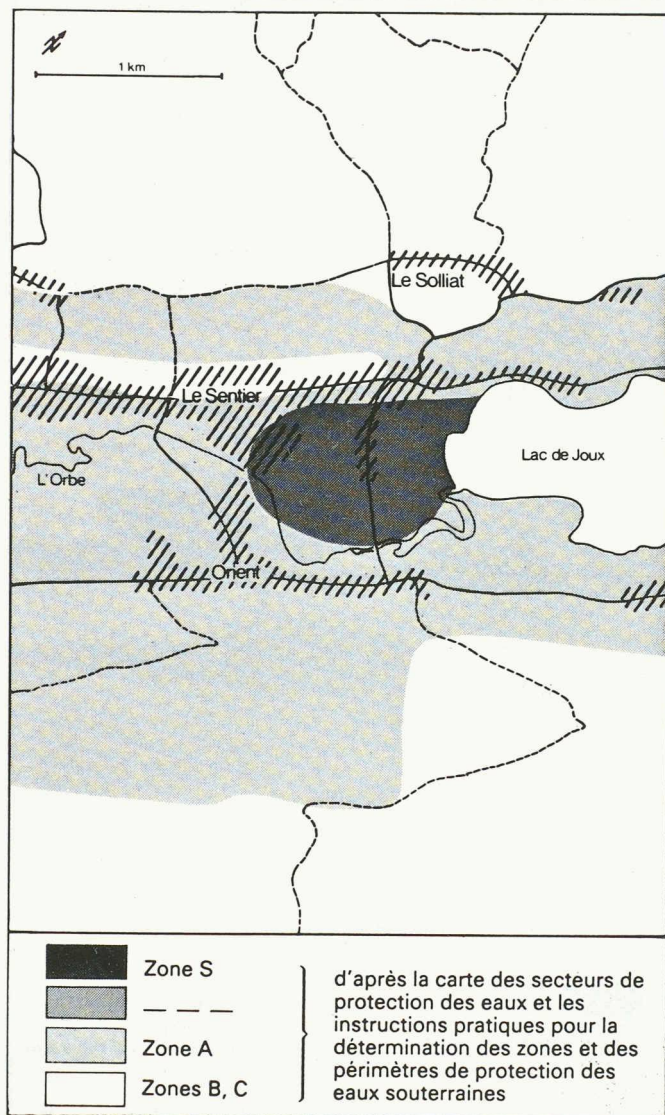 N
1 km
Le Solliat
Le Sentier
Lac de Joux
L'Orbe
Orient
Zone S
— — —
Zone A
Zones B, C
d'après la carte des secteurs de
protection des eaux et les
instructions pratiques pour la
détermination des zones et des
périmètres de protection des
eaux souterraines